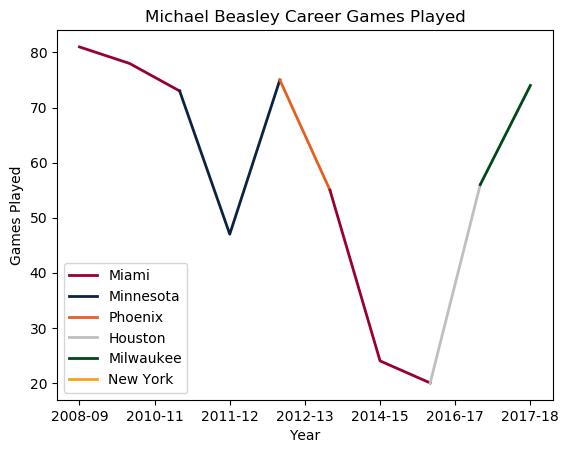 Michael Beasley Career Games Played
Games Played
80
70
60
50
40
30
20
Miami
Minnesota
Phoenix
Houston
Milwaukee
New York
2008-09 2010-11 2011-12 2012-13 2014-15 2016-17 2017-18
Year